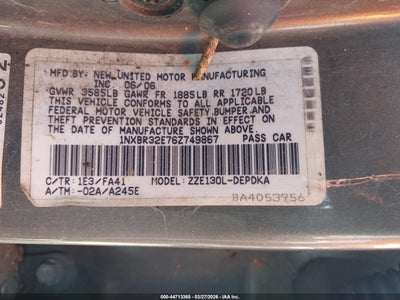 MFD BY: NEW UNITED MOTOR MANUFACTURING
INC. 06/06
GVWR 3585LB GAWR FR 1885LB RR 1720LB
THIS VEHICLE CONFORMS TO ALL APPLICABLE
FEDERAL MOTOR VEHICLE SAFETY, BUMPER, AND
THEFT PREVENTION STANDARDS IN EFFECT ON
THE DATE OF MANUFACTURE SHOWN ABOVE.
1NXBR32E76Z749867 PASS CAR
C/TR: 1E3/FA41 MODEL: ZZE130L-DEPDKA
A/TM: -02A/A245E
BA4053956
000-44713365 - 03/27/2026 - IAAI.com